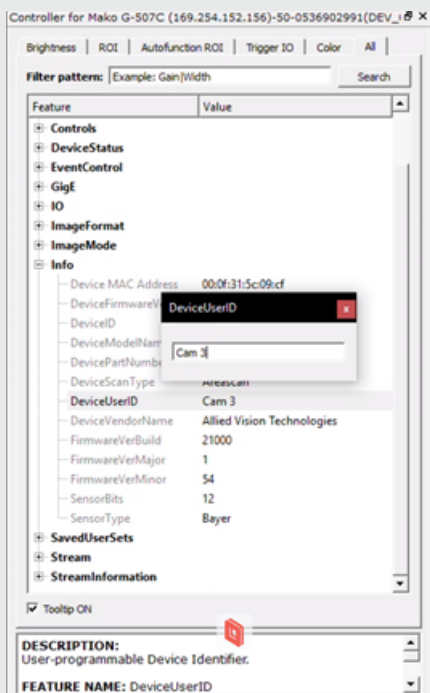 Controller for Mako G-507C (169.254.152.156)-50-0536902991(DEV_
Brightness ROI Autofunction ROI Trigger IO Color All
Filter pattern: Example: Gain|Width Search
Feature Value
Controls
DeviceStatus
EventControl
GigE
IO
ImageFormat
ImageMode
Info
Device MAC Address 00:0f:31:5c:09:cf
DeviceFirmwareV
DeviceUserID x
DeviceID
DeviceModelNam
Cam 3
DevicePartNumbe
DeviceScanType Areascan
DeviceUserID Cam 3
DeviceVendorName Allied Vision Technologies
FirmwareVerBuild 21000
FirmwareVerMajor 1
FirmwareVerMinor 54
SensorBits 12
SensorType Bayer
SavedUserSets
Stream
StreamInformation
Tooltip ON
DESCRIPTION:
User-programmable Device Identifier.
FEATURE NAME: DeviceUserID